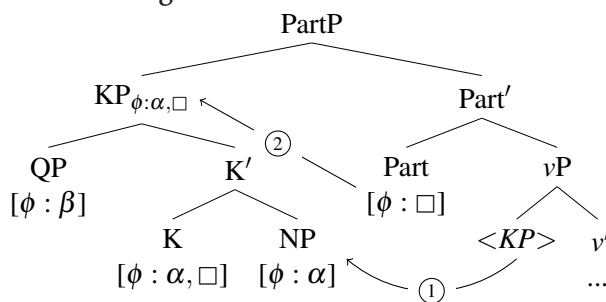 PartP
KPϕ:α,□ Part′
②
QP K′ Part vP
[ϕ : β] [ϕ : □]
K NP <KP> v′
[ϕ : α, □] [ϕ : α] ① ...